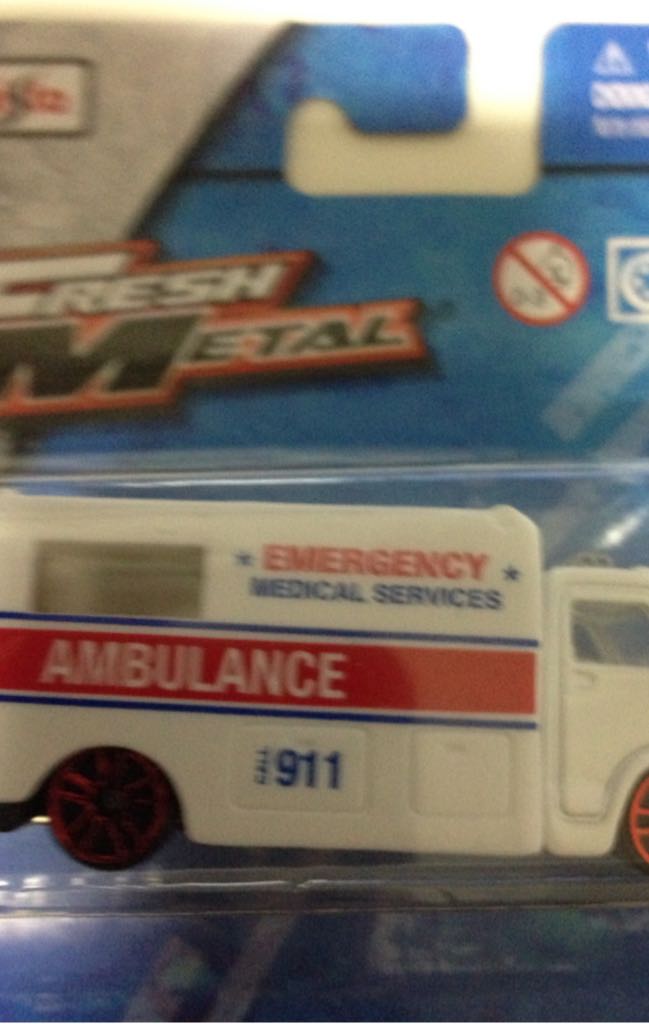 FRESH
METAL
EMERGENCY
MEDICAL SERVICES
AMBULANCE
911